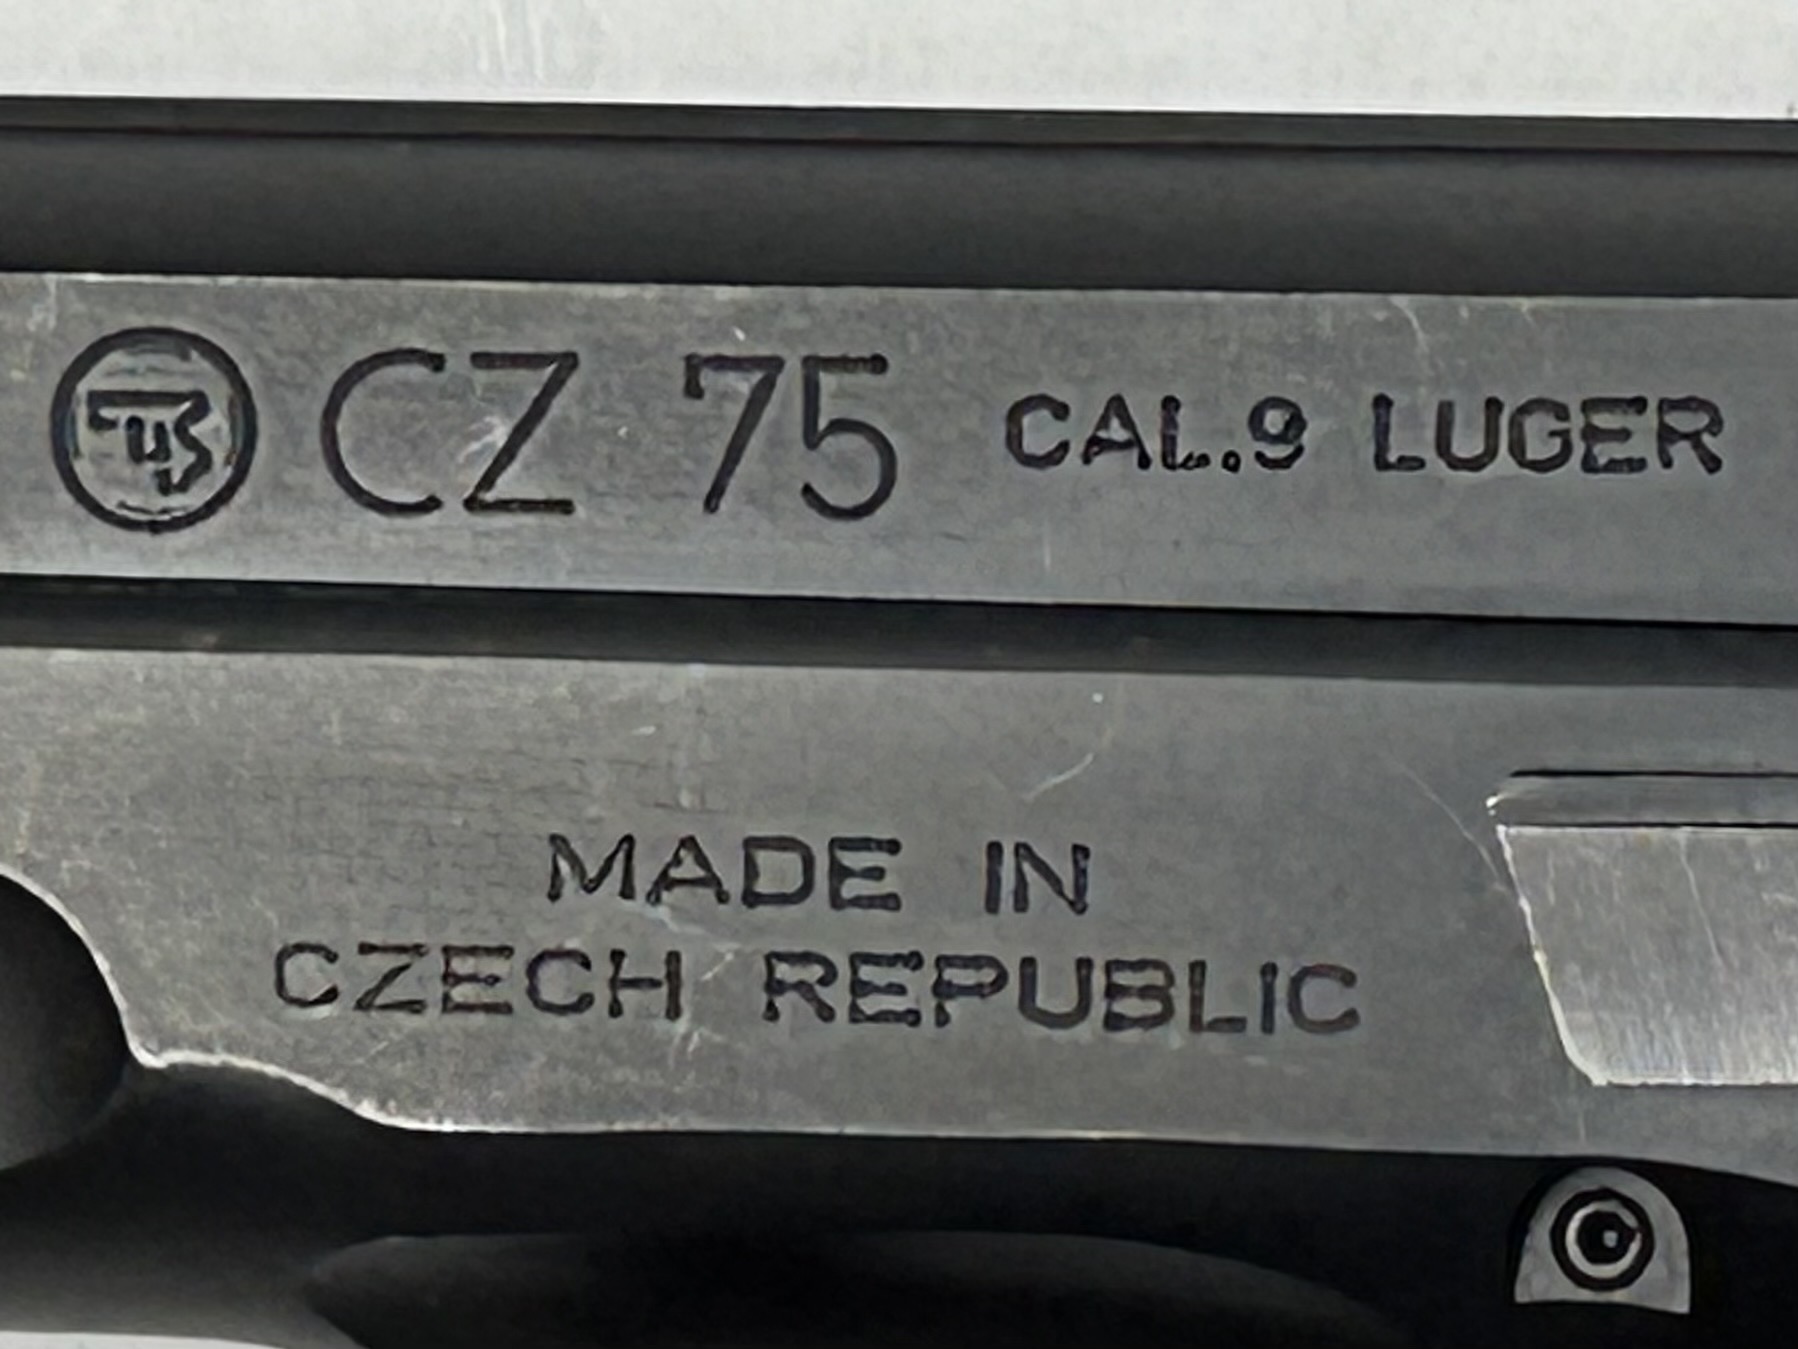 CZ 75 CAL.9 LUGER
MADE IN
CZECH REPUBLIC